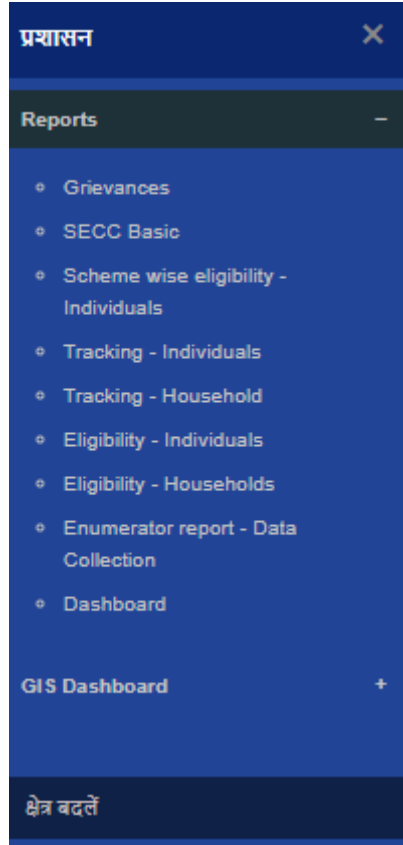 प्रशासन ×
Reports −
Grievances
SECC Basic
Scheme wise eligibility -
Individuals
Tracking - Individuals
Tracking - Household
Eligibility - Individuals
Eligibility - Households
Enumerator report - Data
Collection
Dashboard
GIS Dashboard +
क्षेत्र बदलें